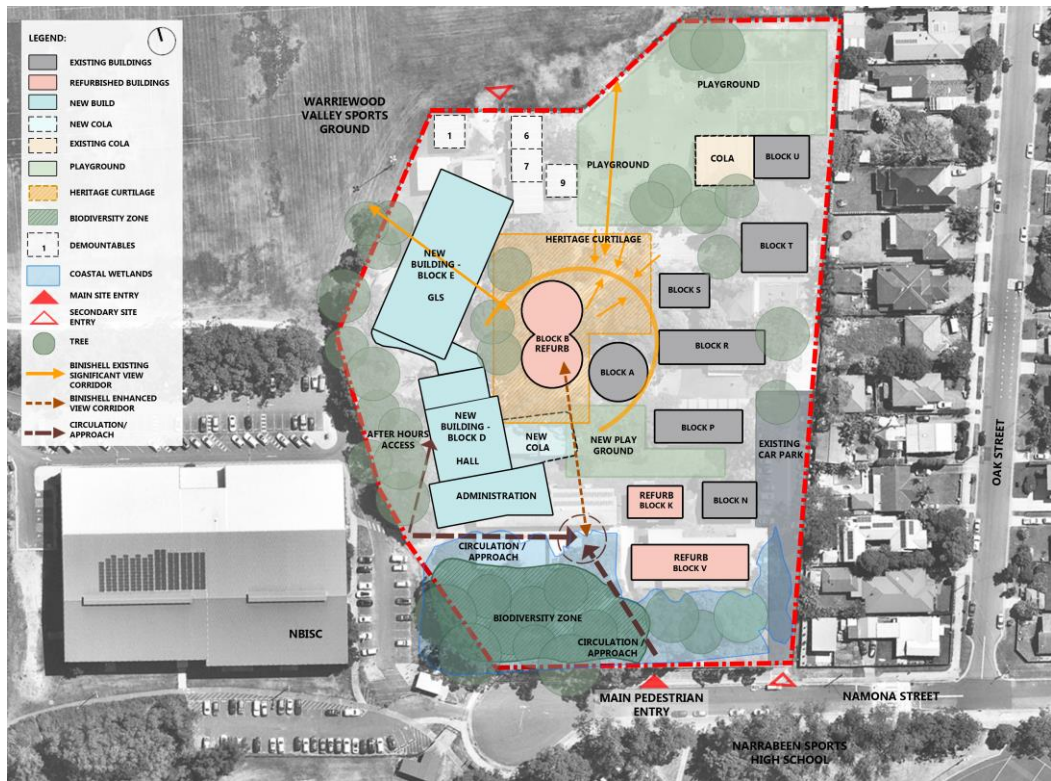 LEGEND:
EXISTING BUILDINGS
REFURBISHED BUILDINGS
NEW BUILD
NEW COLA
EXISTING COLA
PLAYGROUND
HERITAGE CURTILAGE
BIODIVERSITY ZONE
1
DEMOUNTABLES
COASTAL WETLANDS
MAIN SITE ENTRY
SECONDARY SITE
ENTRY
TREE
BINISHELL EXISTING
SIGNIFICANT VIEW
CORRIDOR
BINISHELL ENHANCED
VIEW CORRIDOR
CIRCULATION/
APPROACH
WARRIEWOOD
VALLEY SPORTS
GROUND
1
6
7
9
PLAYGROUND
PLAYGROUND
COLA
BLOCK U
BLOCK T
HERITAGE CURTILAGE
NEW
BUILDING -
BLOCK E
GLS
BLOCK S
BLOCK B
REFURB
BLOCK R
BLOCK A
NEW
BUILDING -
BLOCK D
HALL
AFTER HOURS
ACCESS
NEW
COLA
NEW PLAY
GROUND
BLOCK P
EXISTING
CAR PARK
OAK STREET
ADMINISTRATION
REFURB
BLOCK K
BLOCK N
CIRCULATION /
APPROACH
REFURB
BLOCK V
BIODIVERSITY ZONE
CIRCULATION /
APPROACH
NBISC
MAIN PEDESTRIAN
ENTRY
NAMONA STREET
NARRABEEN SPORTS
HIGH SCHOOL